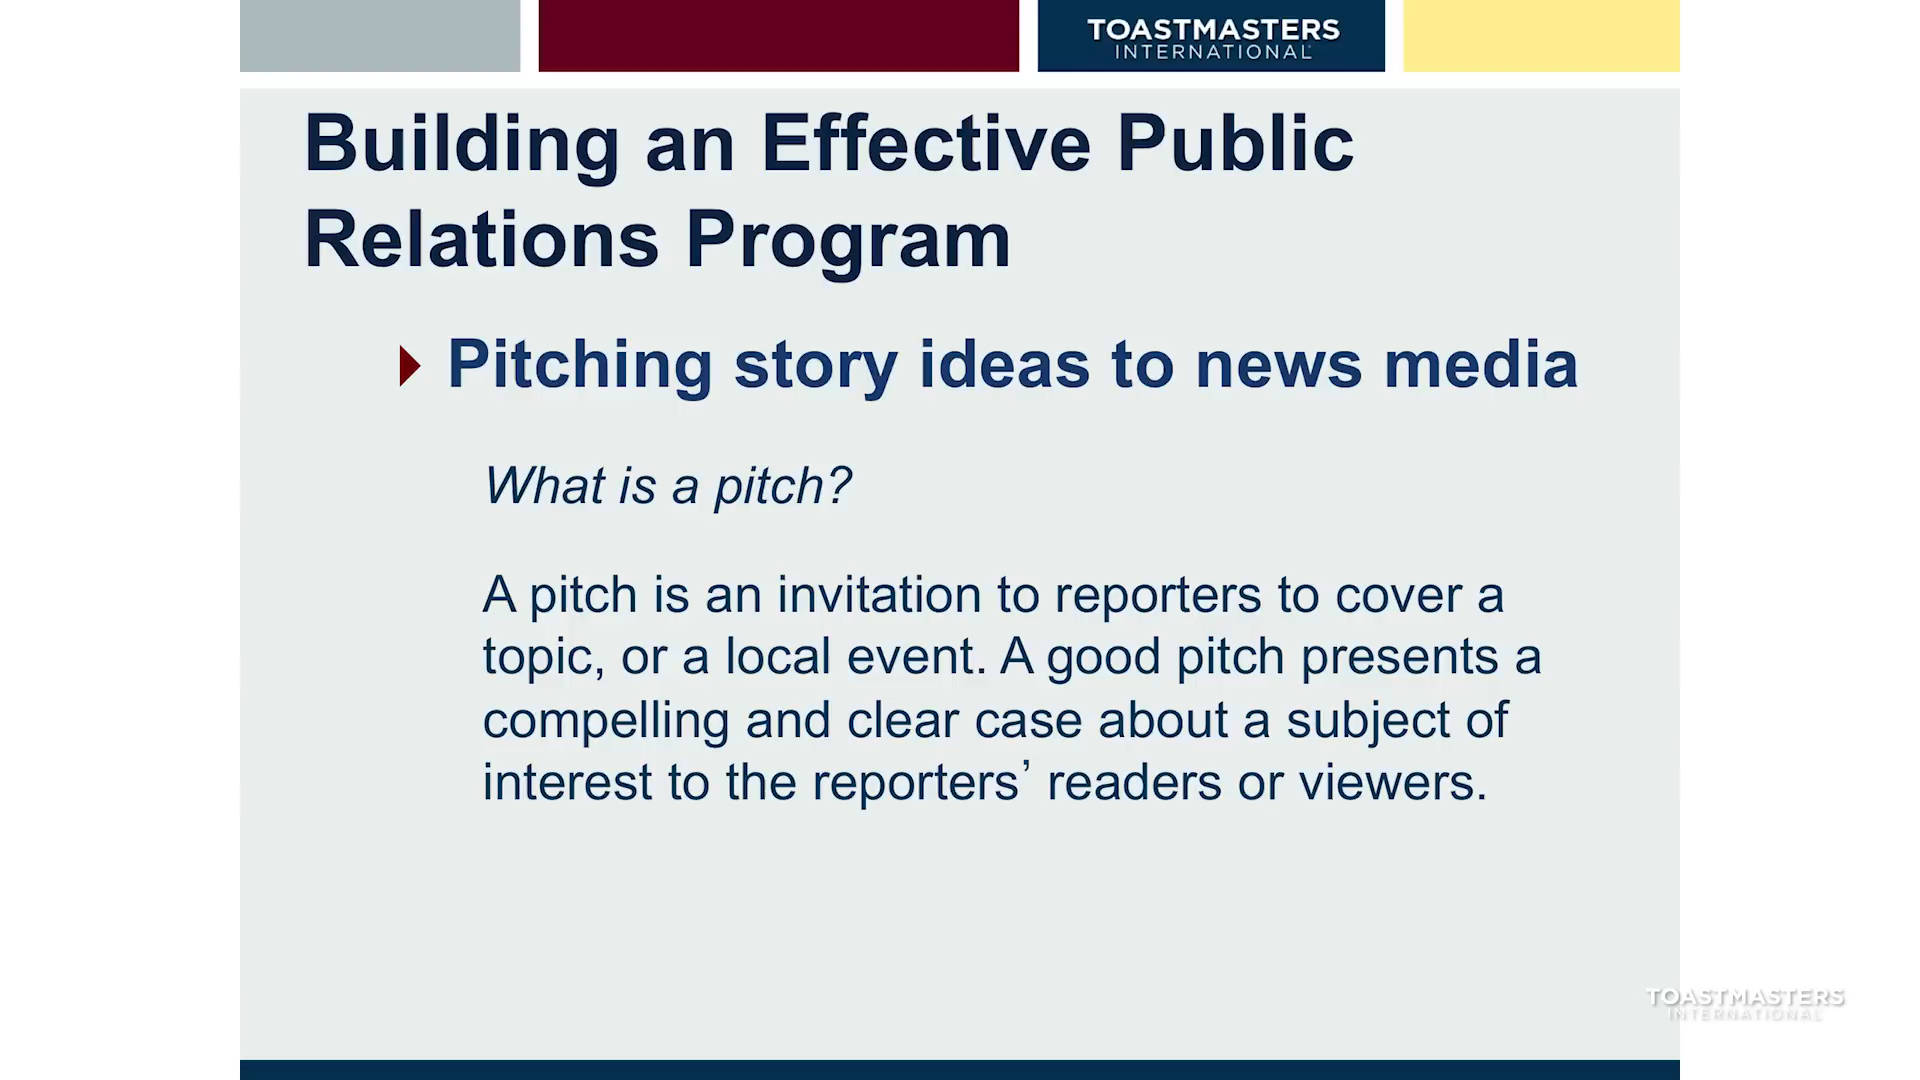 TOASTMASTERS
INTERNATIONAL
Building an Effective Public
Relations Program
Pitching story ideas to news media
What is a pitch?
A pitch is an invitation to reporters to cover a
topic, or a local event. A good pitch presents a
compelling and clear case about a subject of
interest to the reporters’ readers or viewers.
TOASTMASTERS
INTERNATIONAL